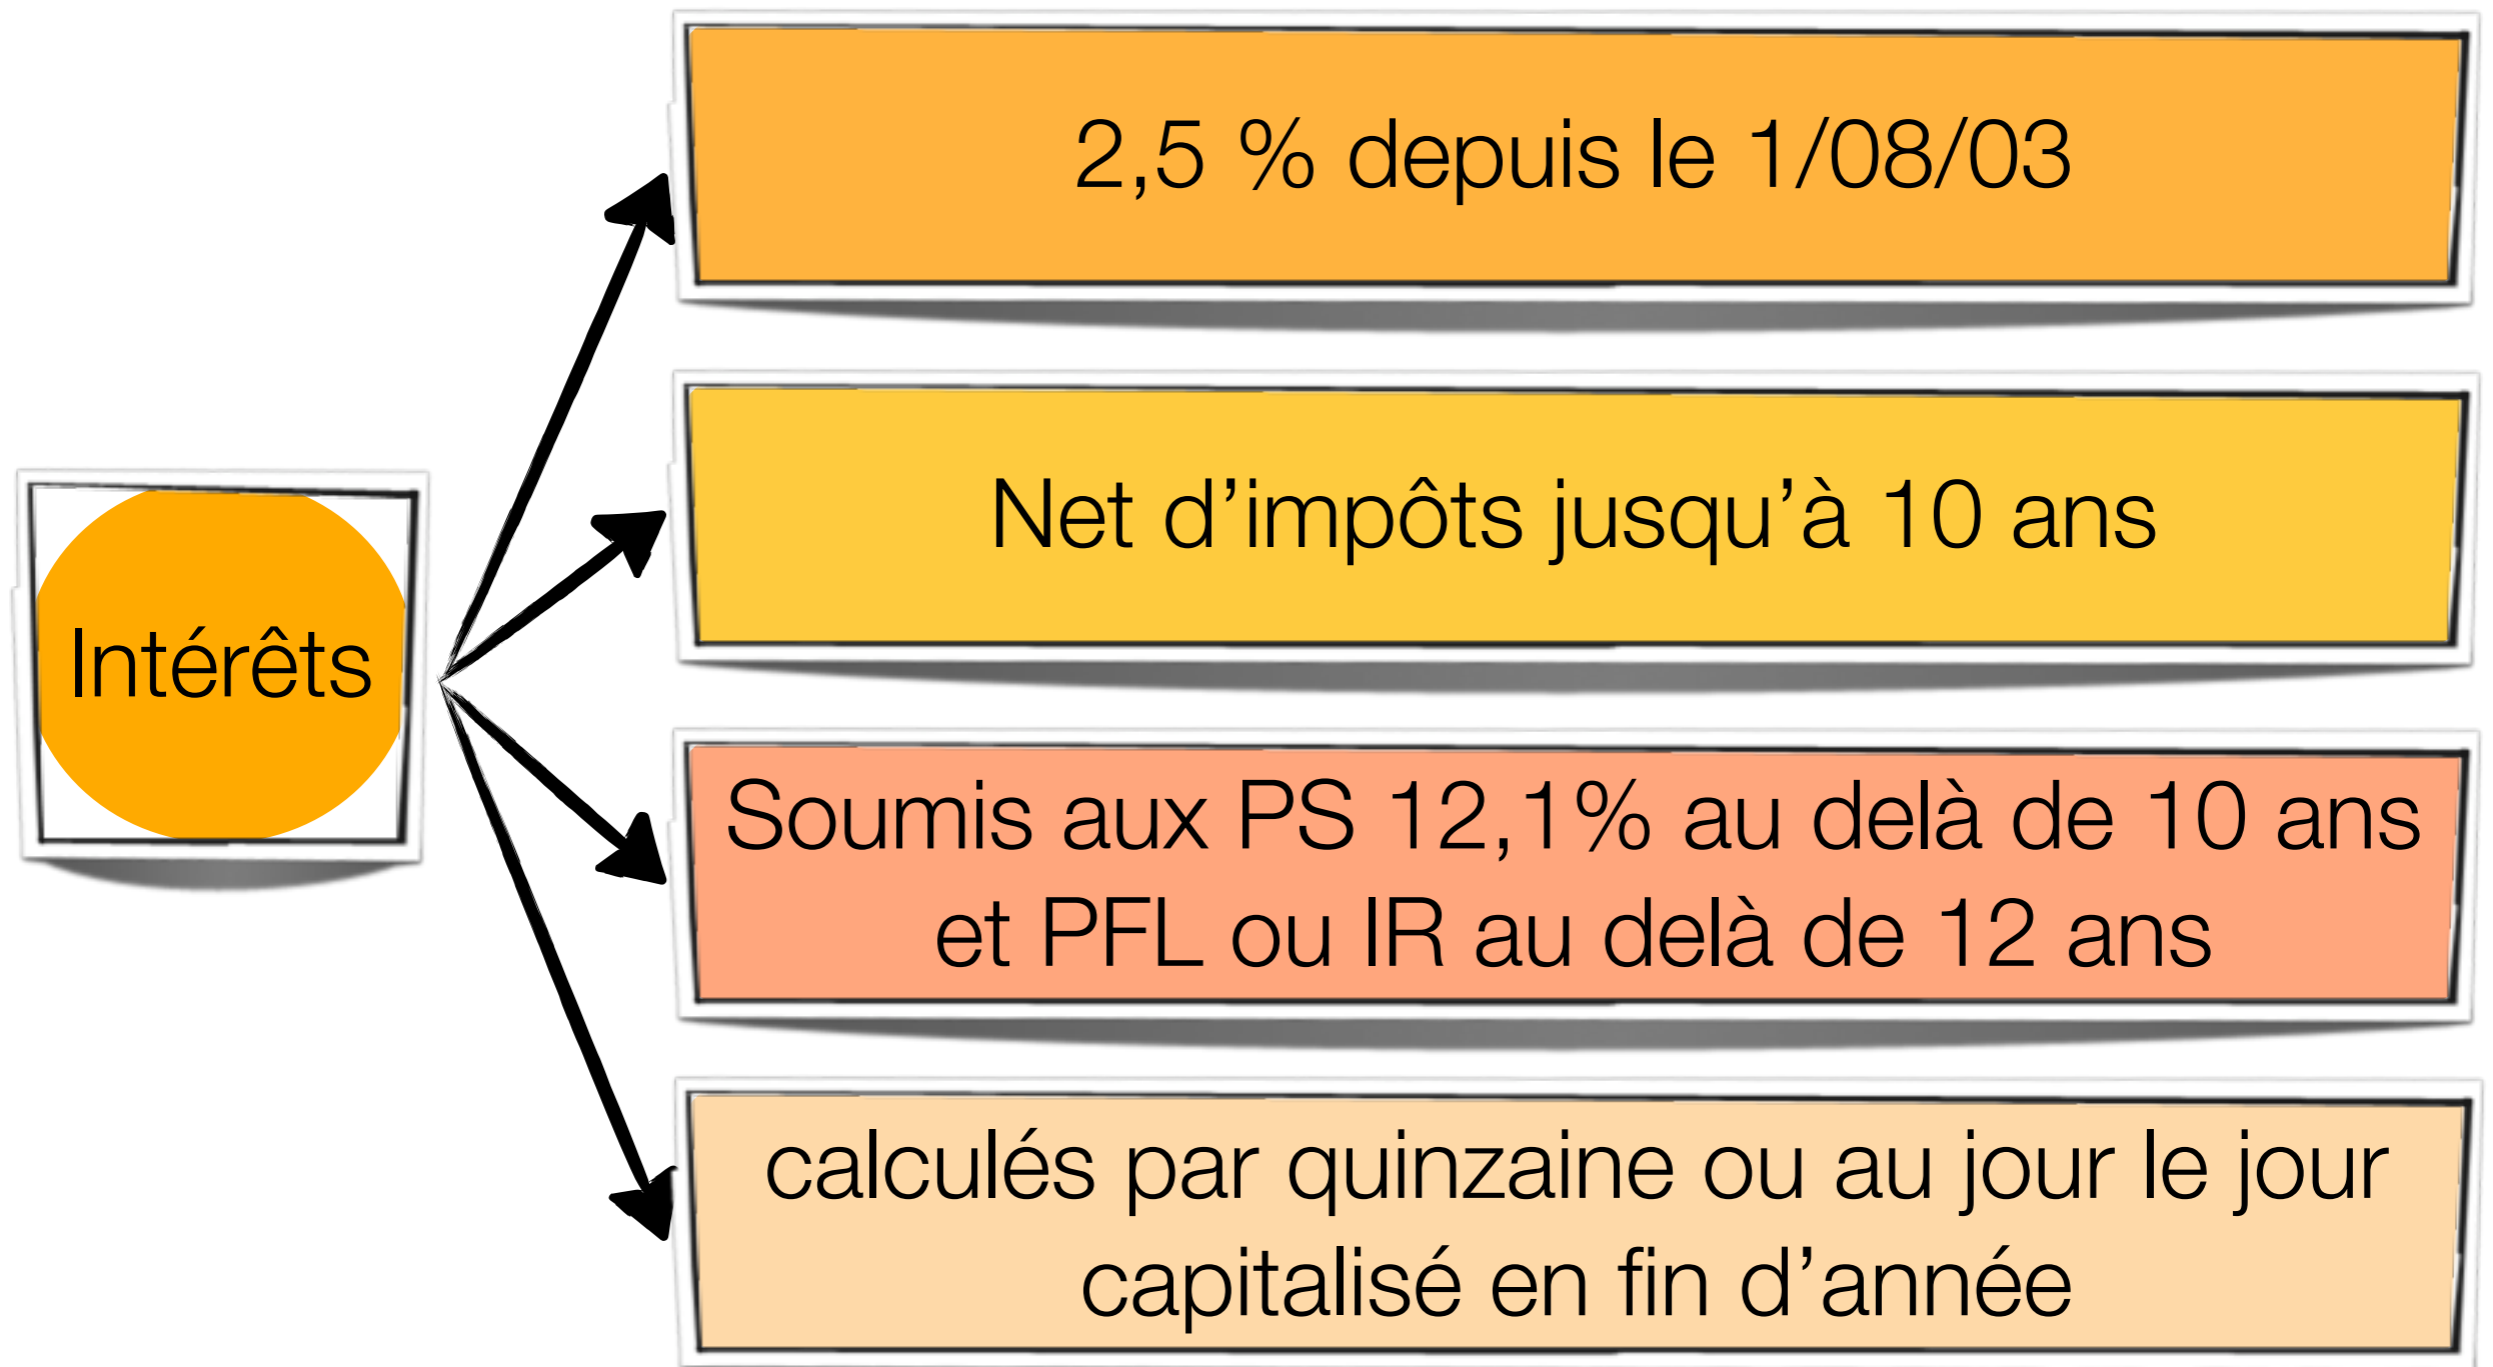 Intérêts
2,5 % depuis le 1/08/03
Net d’impôts jusqu’à 10 ans
Soumis aux PS 12,1% au delà de 10 ans
et PFL ou IR au delà de 12 ans
calculés par quinzaine ou au jour le jour
capitalisé en fin d’année